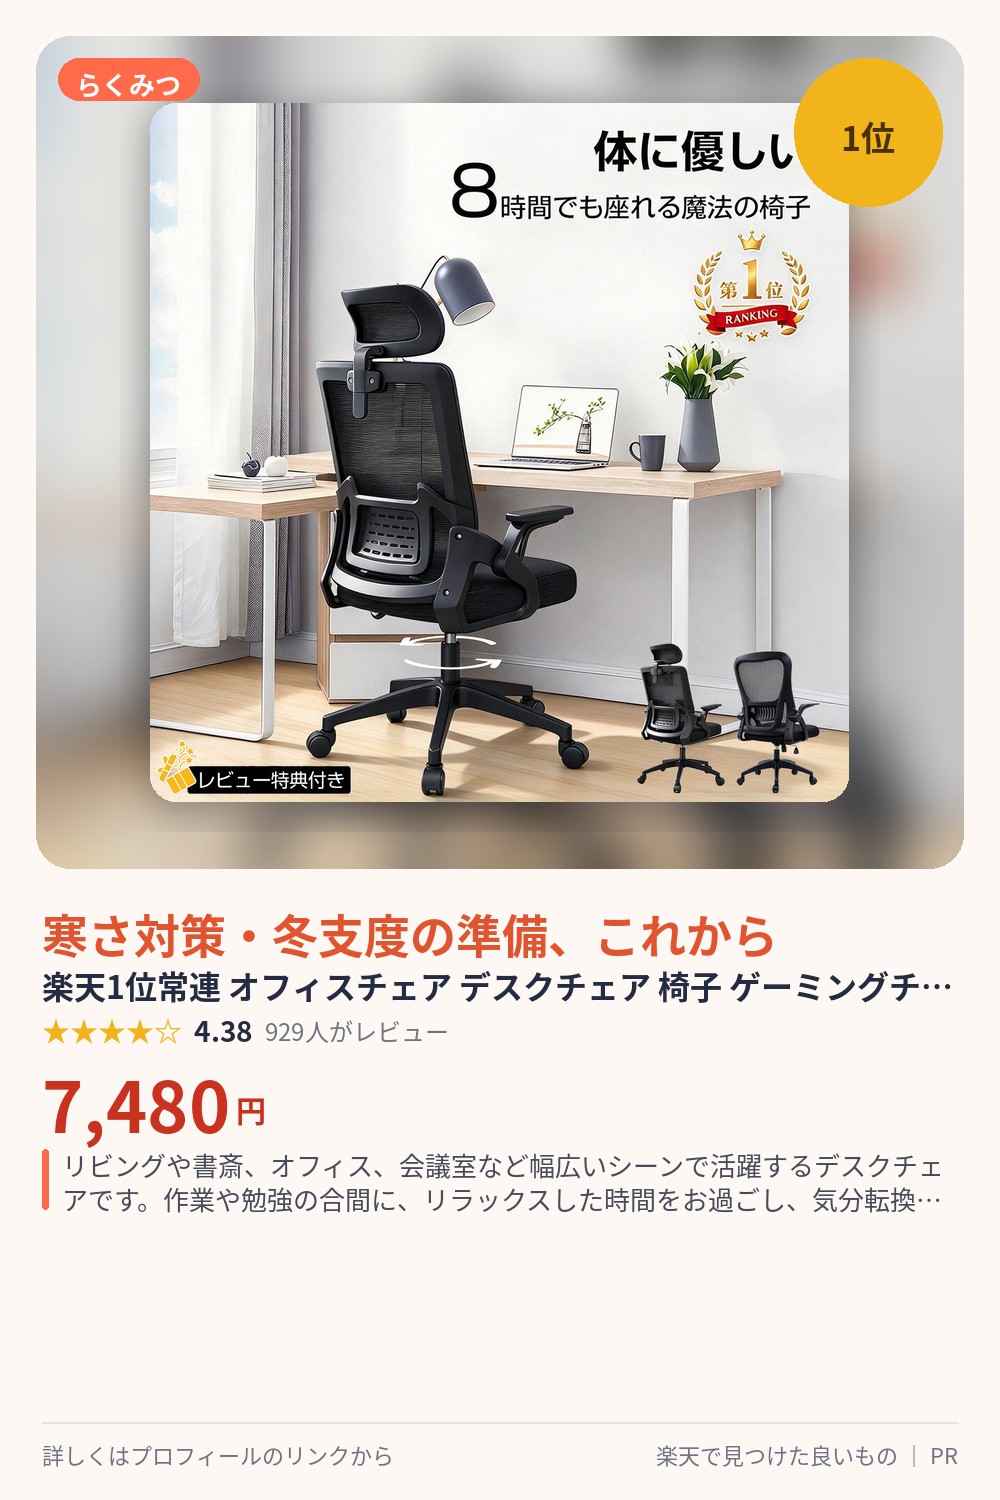 らくみつ
1位
体に優しい
8時間でも座れる魔法の椅子
第1位
RANKING
レビュー特典付き
寒さ対策・冬支度の準備、これから
楽天1位常連 オフィスチェア デスクチェア 椅子 ゲーミングチ…
★★★★☆ 4.38 929人がレビュー
7,480円
リビングや書斎、オフィス、会議室など幅広いシーンで活躍するデスクチェ
アです。作業や勉強の合間に、リラックスした時間をお過ごし、気分転換…
詳しくはプロフィールのリンクから
楽天で見つけた良いもの | PR